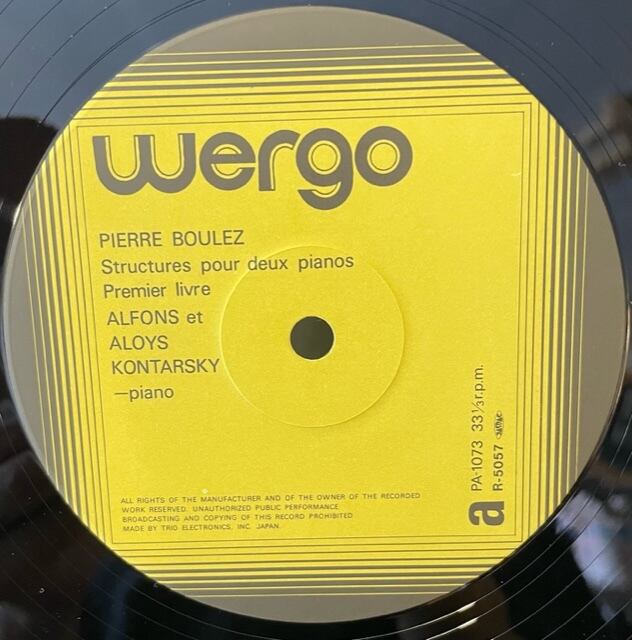 wergo
PIERRE BOULEZ
Structures pour deux pianos
Premier livre
ALFONS et
ALOYS
KONTARSKY
—piano
ALL RIGHTS OF THE MANUFACTURER AND OF THE OWNER OF THE RECORDED
WORK RESERVED. UNAUTHORIZED PUBLIC PERFORMANCE
BROADCASTING AND COPYING OF THIS RECORD PROHIBITED
MADE BY TRIO ELECTRONICS, INC. JAPAN.
a
PA-1073 33⅓r.p.m.
R-5057